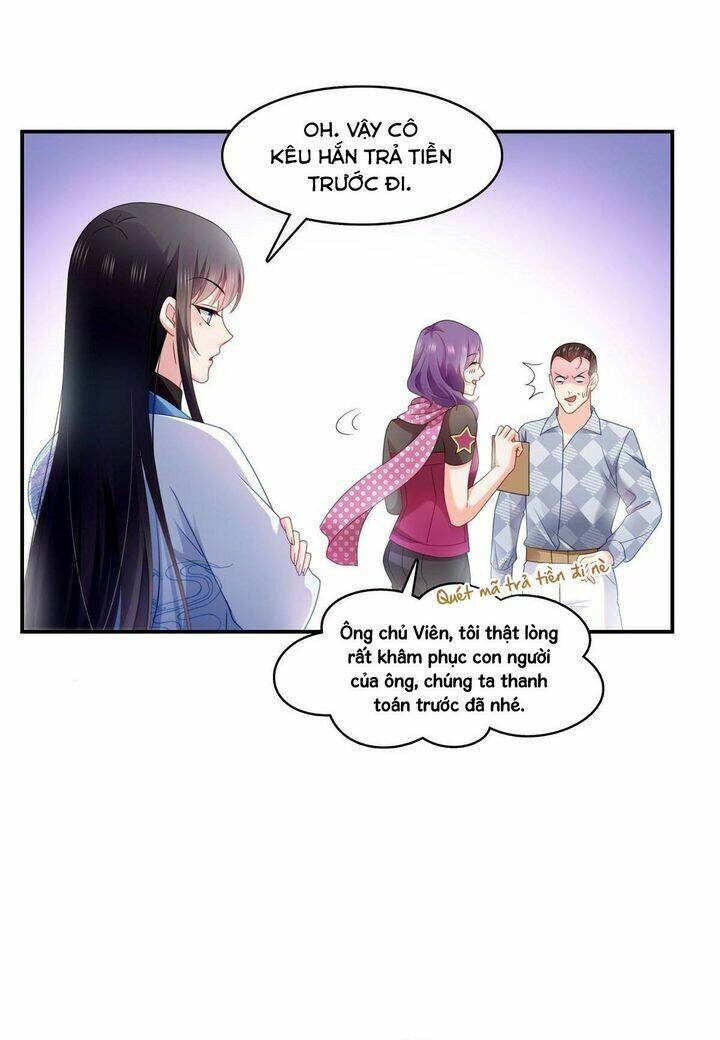 OH. VẬY CÔ
KÊU HẮN TRẢ TIỀN
TRƯỚC ĐI.
Quét mã trả tiền đi nè
Ông chủ Viên, tôi thật lòng
rất khâm phục con người
của ông, chúng ta thanh
toán trước đã nhé.